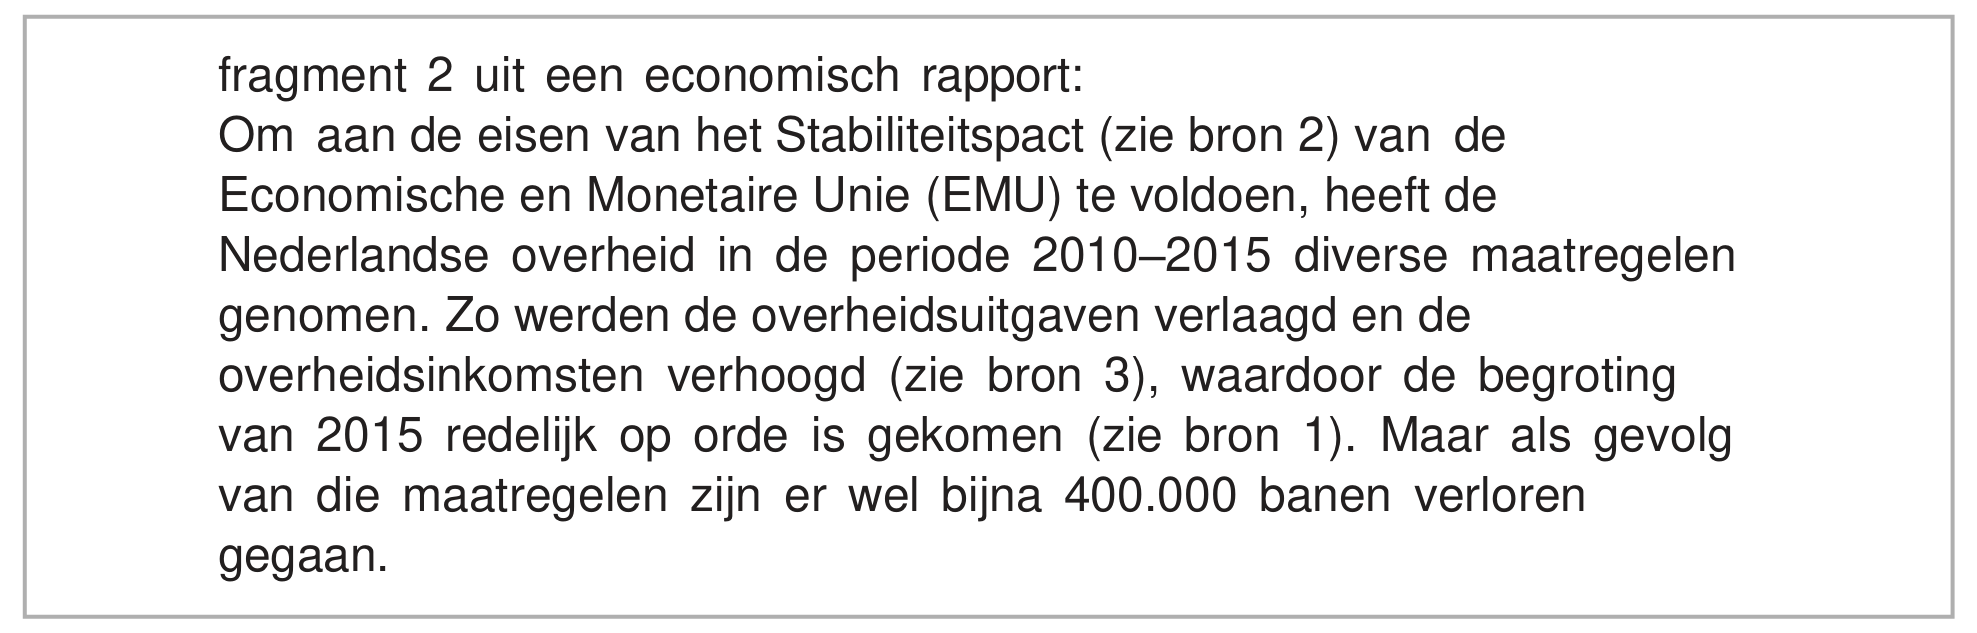 fragment 2 uit een economisch rapport:
Om aan de eisen van het Stabiliteitspact (zie bron 2) van de
Economische en Monetaire Unie (EMU) te voldoen, heeft de
Nederlandse overheid in de periode 2010–2015 diverse maatregelen
genomen. Zo werden de overheidsuitgaven verlaagd en de
overheidsinkomsten verhoogd (zie bron 3), waardoor de begroting
van 2015 redelijk op orde is gekomen (zie bron 1). Maar als gevolg
van die maatregelen zijn er wel bijna 400.000 banen verloren
gegaan.